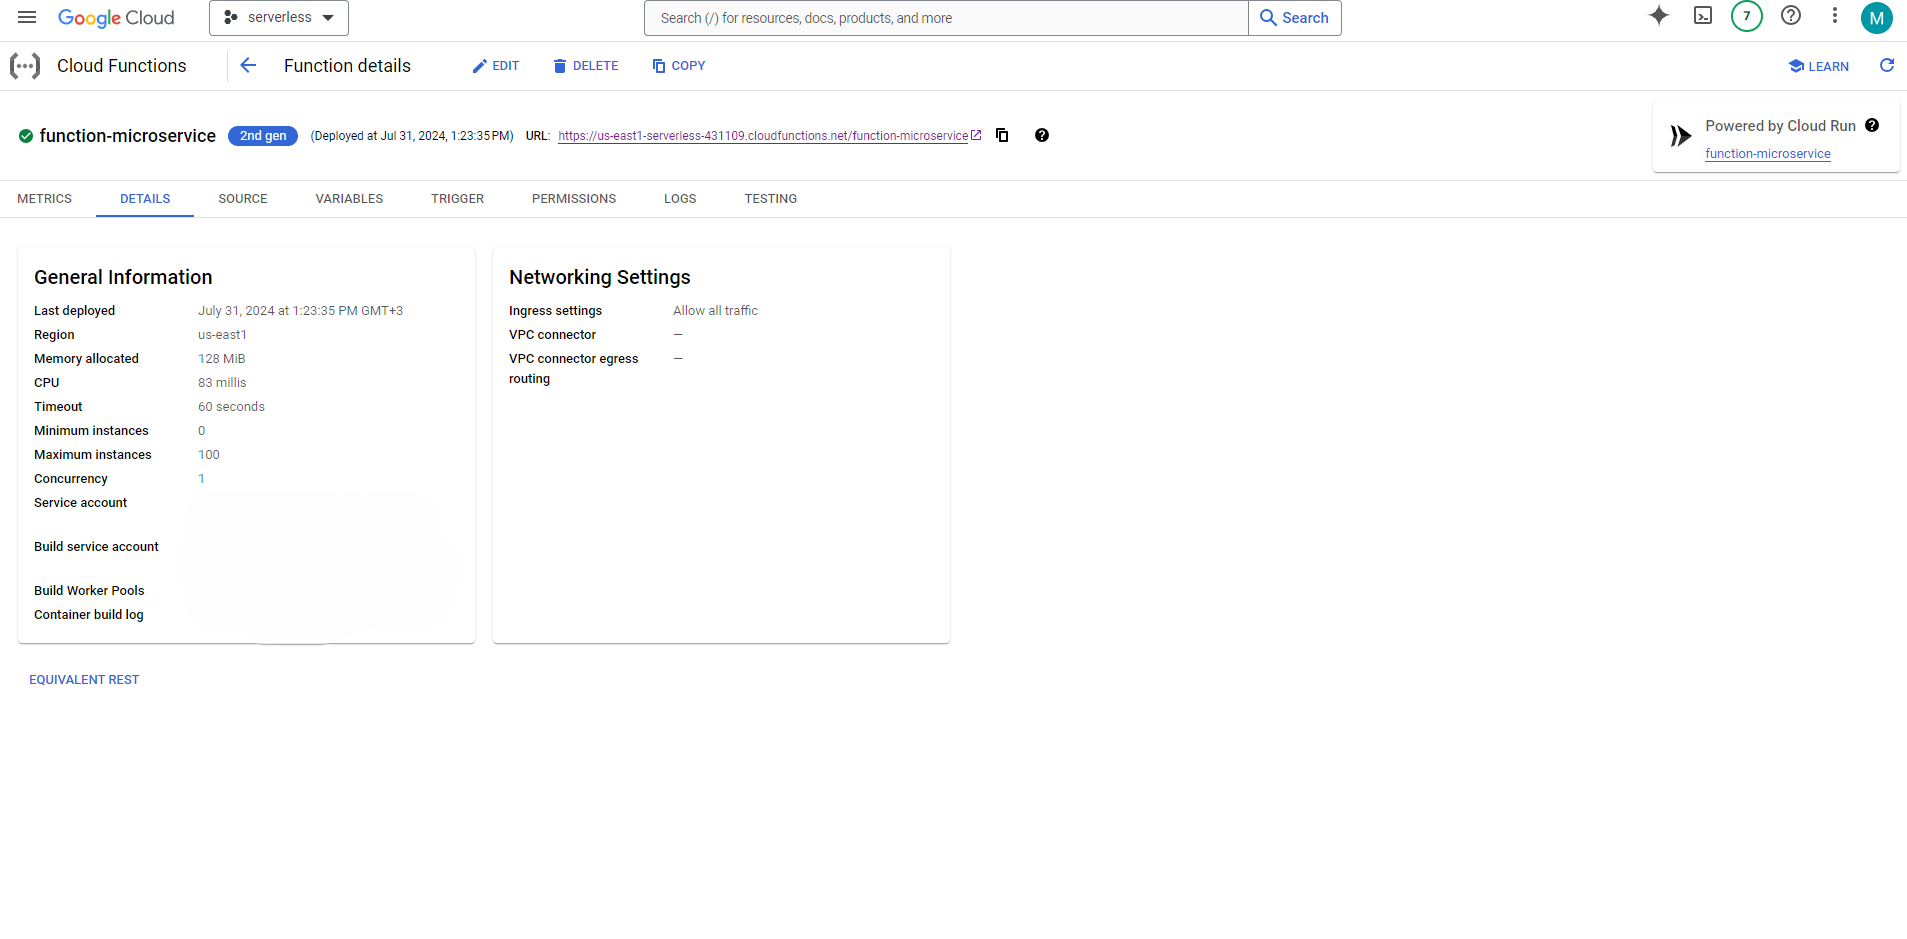 Google Cloud
serverless
Search (/) for resources, docs, products, and more
Search
7
M
Cloud Functions
Function details
EDIT
DELETE
COPY
LEARN
function-microservice
2nd gen
(Deployed at Jul 31, 2024, 1:23:35 PM)
URL: https://us-east1-serverless-431109.cloudfunctions.net/function-microservice
Powered by Cloud Run
function-microservice
METRICS
DETAILS
SOURCE
VARIABLES
TRIGGER
PERMISSIONS
LOGS
TESTING
General Information
Last deployed July 31, 2024 at 1:23:35 PM GMT+3
Region us-east1
Memory allocated 128 MiB
CPU 83 millis
Timeout 60 seconds
Minimum instances 0
Maximum instances 100
Concurrency 1
Service account
Build service account
Build Worker Pools
Container build log
Networking Settings
Ingress settings Allow all traffic
VPC connector —
VPC connector egress —
routing
EQUIVALENT REST